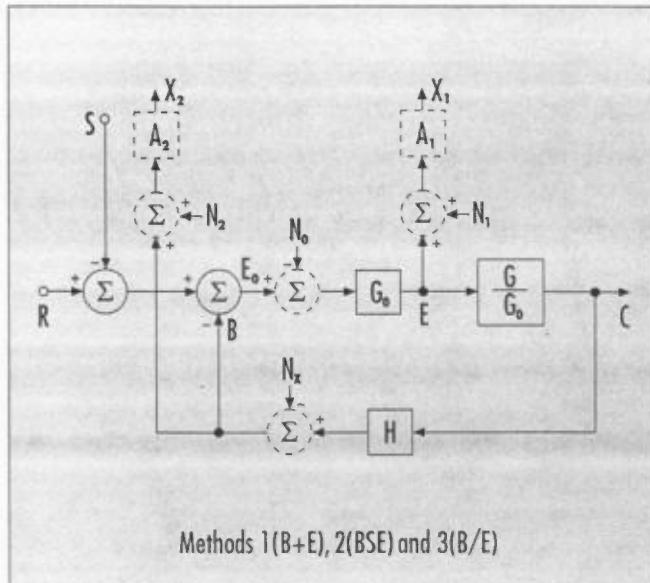 X₂ X₁
S
A₂ A₁
+ Σ N₂ + Σ N₁
+ +
N₀
+ − Σ + Σ E₀ + − Σ G₀ E G/G₀
R − B C
Nₓ
Σ − + H
Methods 1(B+E), 2(BSE) and 3(B/E)